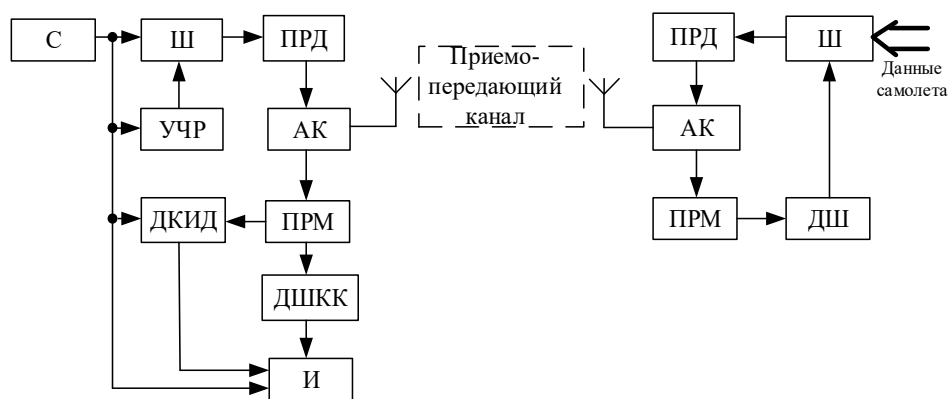 С
Ш
ПРД
Приемо-
передающий
канал
ПРД
Ш
Данные
самолета
УЧР
АК
АК
ДКИД
ПРМ
ПРМ
ДШ
ДШКК
И